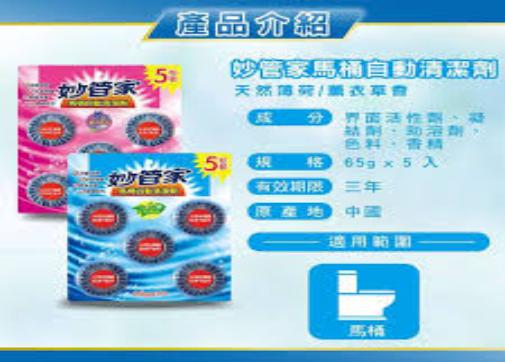 產品介紹
妙管家馬桶自動清潔劑
天然薄荷/薰衣草香
成分 界面活性劑、凝
結劑、助溶劑、
色料、香精
規格 65g x 5 入
有效期限 三年
原產地 中國
適用範圍
馬桶
妙管家
5
妙管家
5